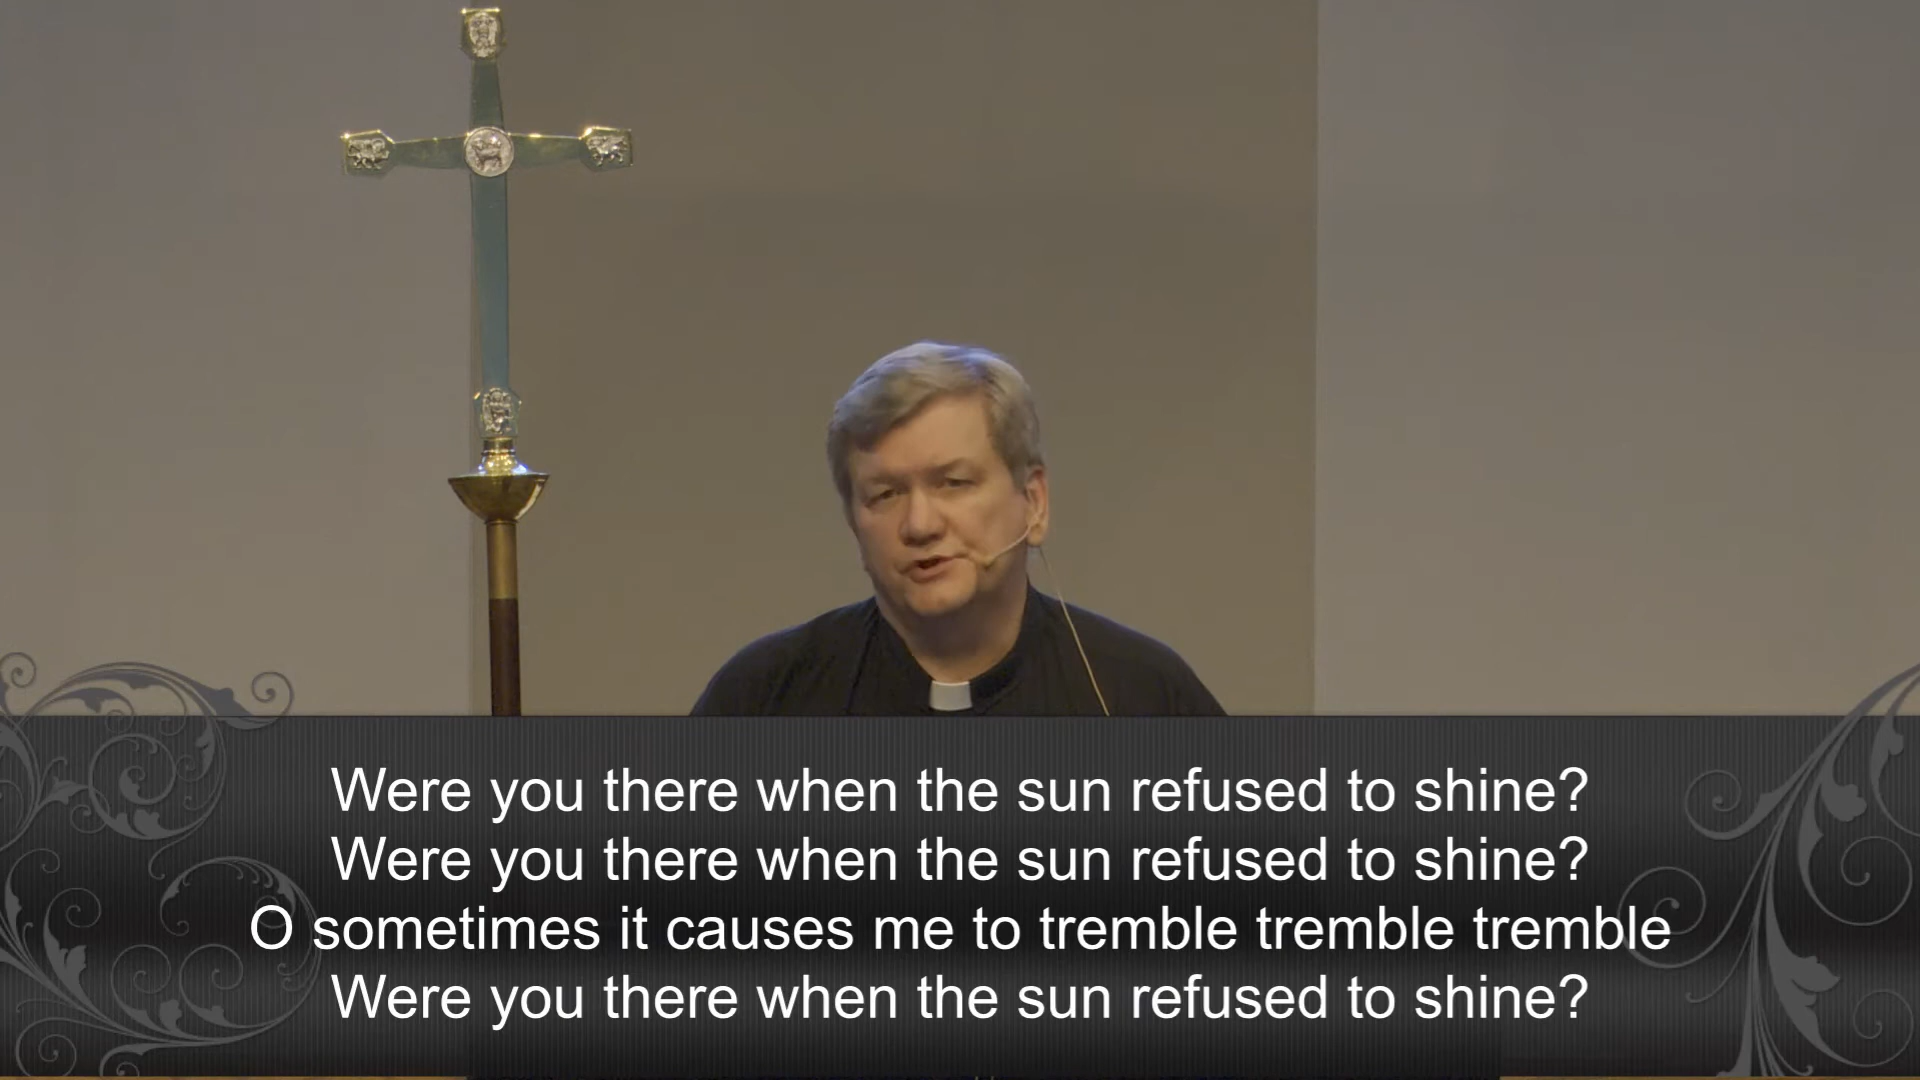 Were you there when the sun refused to shine?
Were you there when the sun refused to shine?
O sometimes it causes me to tremble tremble tremble
Were you there when the sun refused to shine?